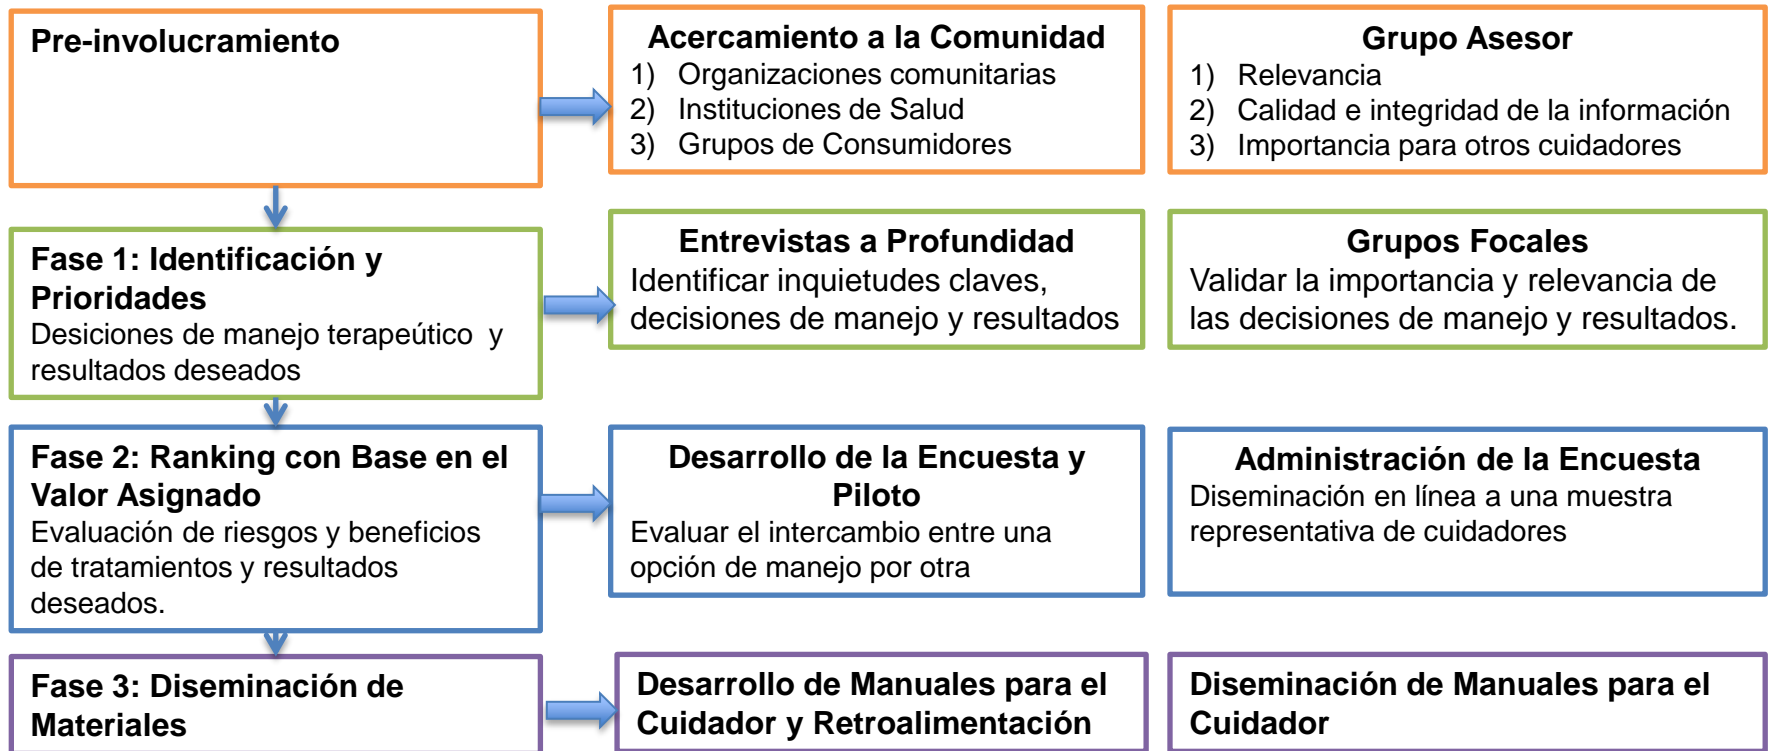 Pre-involucramiento
Acercamiento a la Comunidad
1) Organizaciones comunitarias
2) Instituciones de Salud
3) Grupos de Consumidores
Grupo Asesor
1) Relevancia
2) Calidad e integridad de la información
3) Importancia para otros cuidadores
Fase 1: Identificación y
Prioridades
Desiciones de manejo terapeútico y
resultados deseados
Entrevistas a Profundidad
Identificar inquietudes claves,
decisiones de manejo y resultados
Grupos Focales
Validar la importancia y relevancia de
las decisiones de manejo y resultados.
Fase 2: Ranking con Base en el
Valor Asignado
Evaluación de riesgos y beneficios
de tratamientos y resultados
deseados.
Desarrollo de la Encuesta y
Piloto
Evaluar el intercambio entre una
opción de manejo por otra
Administración de la Encuesta
Diseminación en línea a una muestra
representativa de cuidadores
Fase 3: Diseminación de
Materiales
Desarrollo de Manuales para el
Cuidador y Retroalimentación
Diseminación de Manuales para el
Cuidador